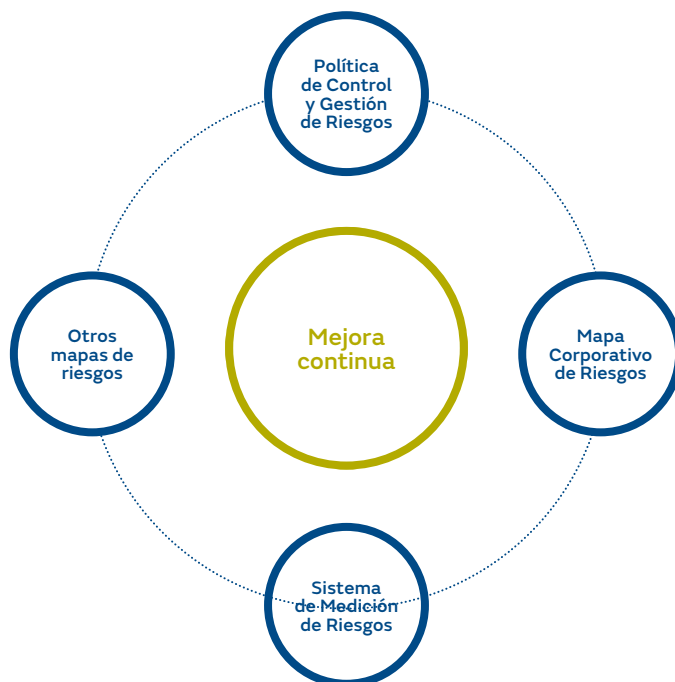 Política
de Control
y Gestión
de Riesgos
Otros
mapas de
riesgos
Mejora
continua
Mapa
Corporativo
de Riesgos
Sistema
de Medición
de Riesgos